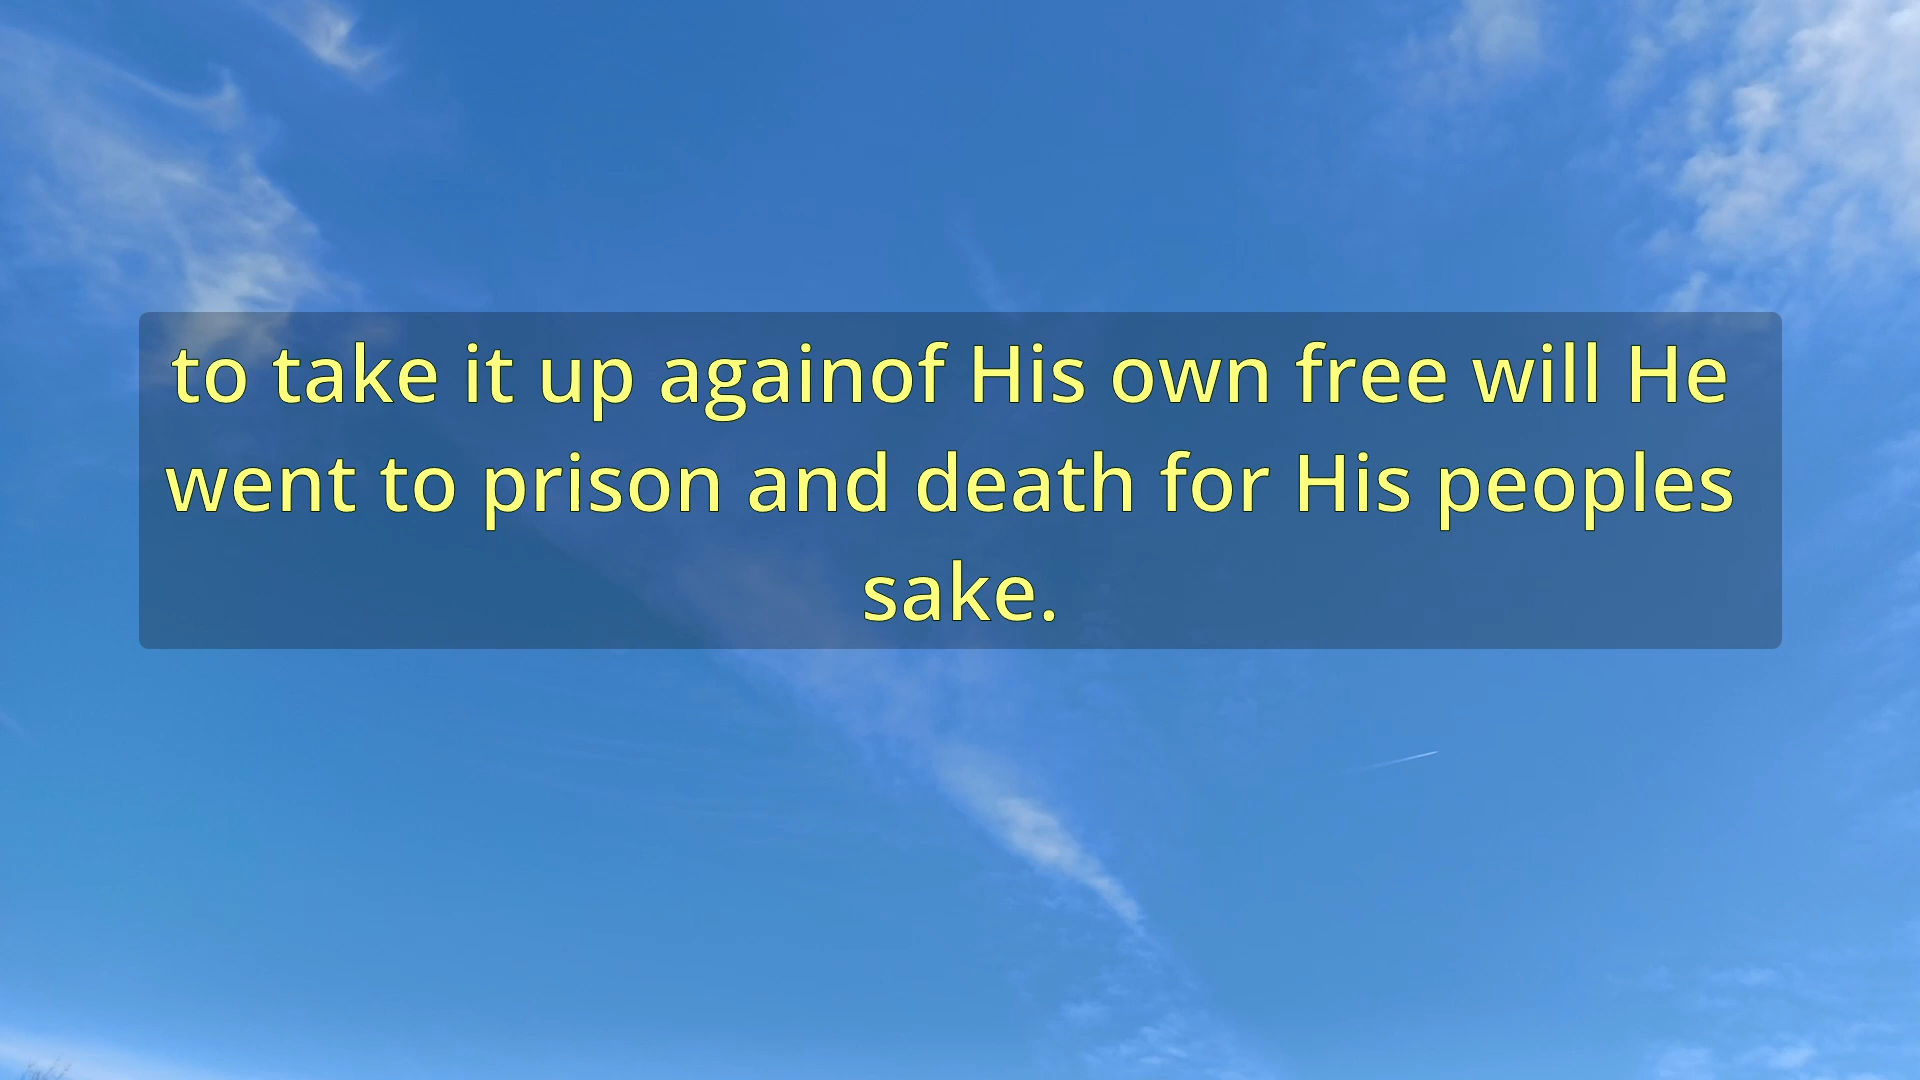 to take it up againof His own free will He
went to prison and death for His peoples
sake.